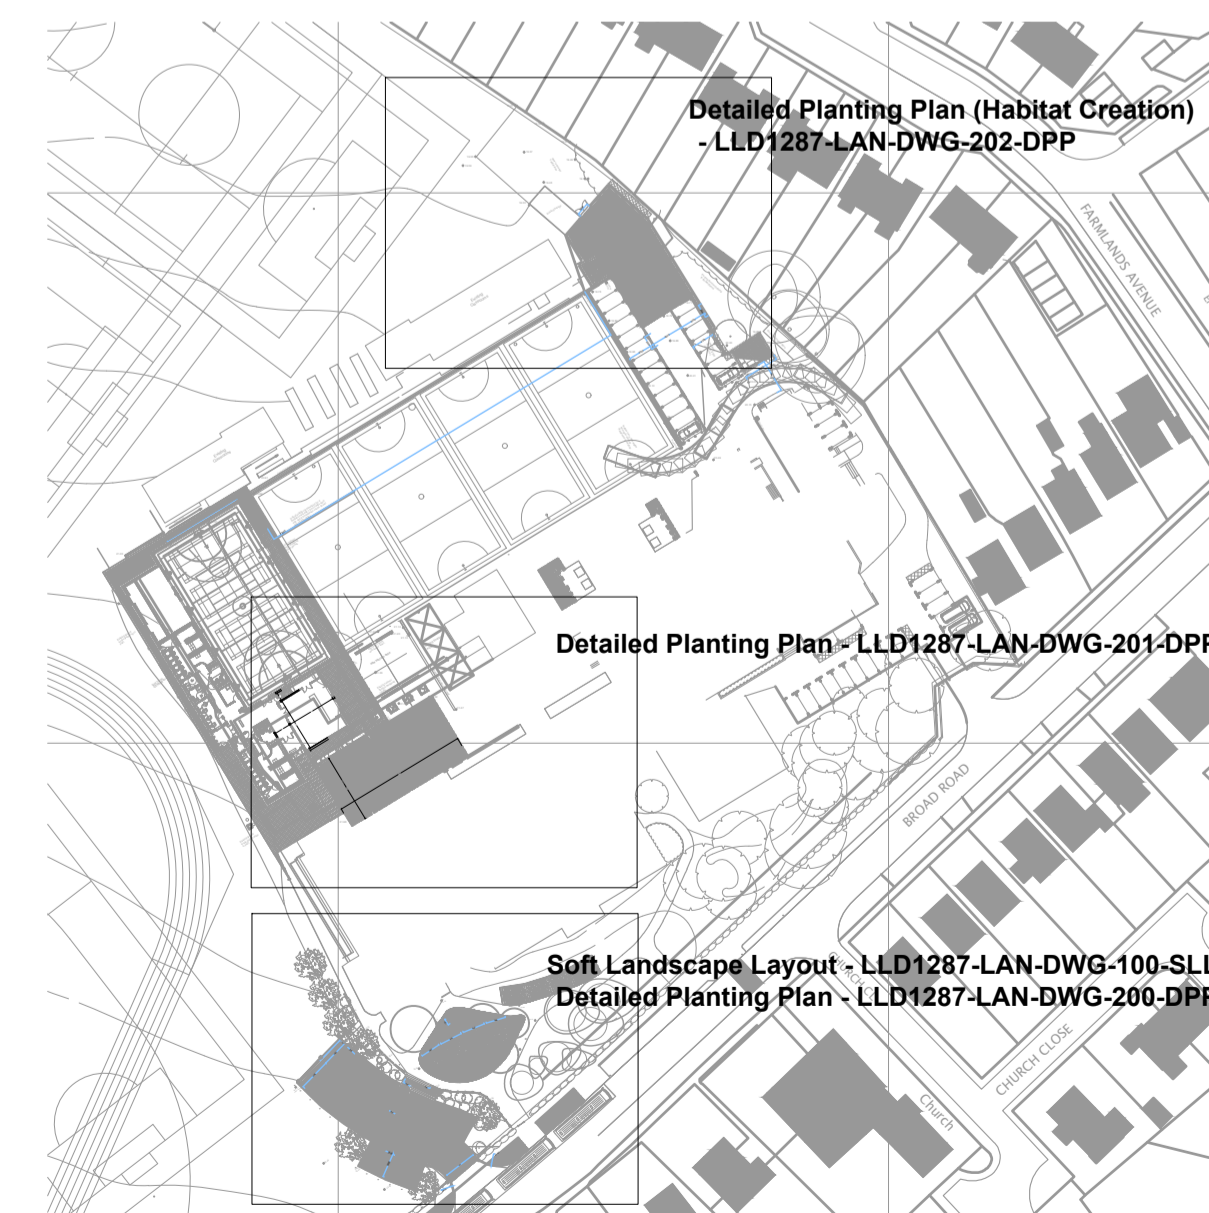 Detailed Planting Plan (Habitat Creation)
- LLD1287-LAN-DWG-202-DPP
FARMLANDS AVENUE
Detailed Planting Plan - LLD1287-LAN-DWG-201-DPP
BROAD ROAD
Soft Landscape Layout - LLD1287-LAN-DWG-100-SLL
Detailed Planting Plan - LLD1287-LAN-DWG-200-DPP
CHURCH CLOSE
Church